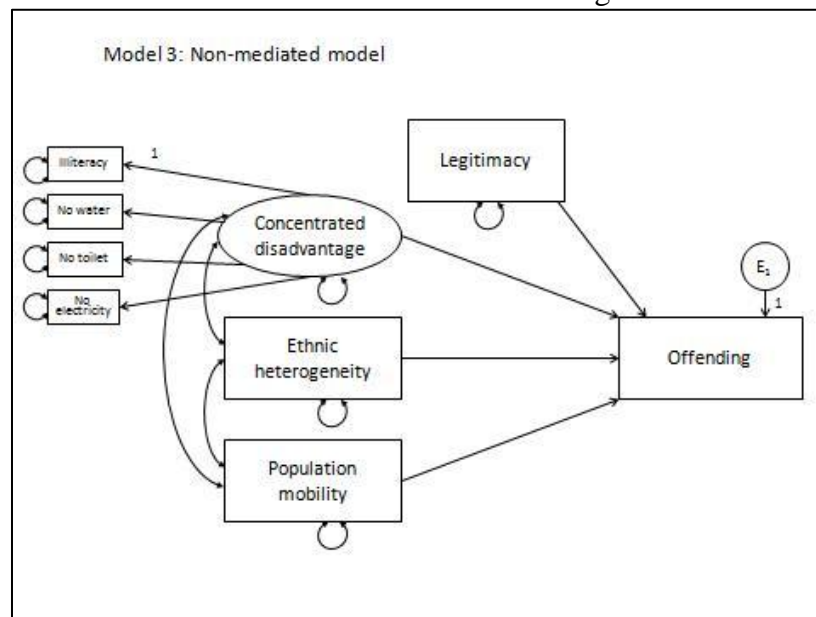 Model 3: Non-mediated model
Illiteracy
1
No water
No toilet
No
electricity
Concentrated
disadvantage
Legitimacy
Ethnic
heterogeneity
Population
mobility
E₁
1
Offending